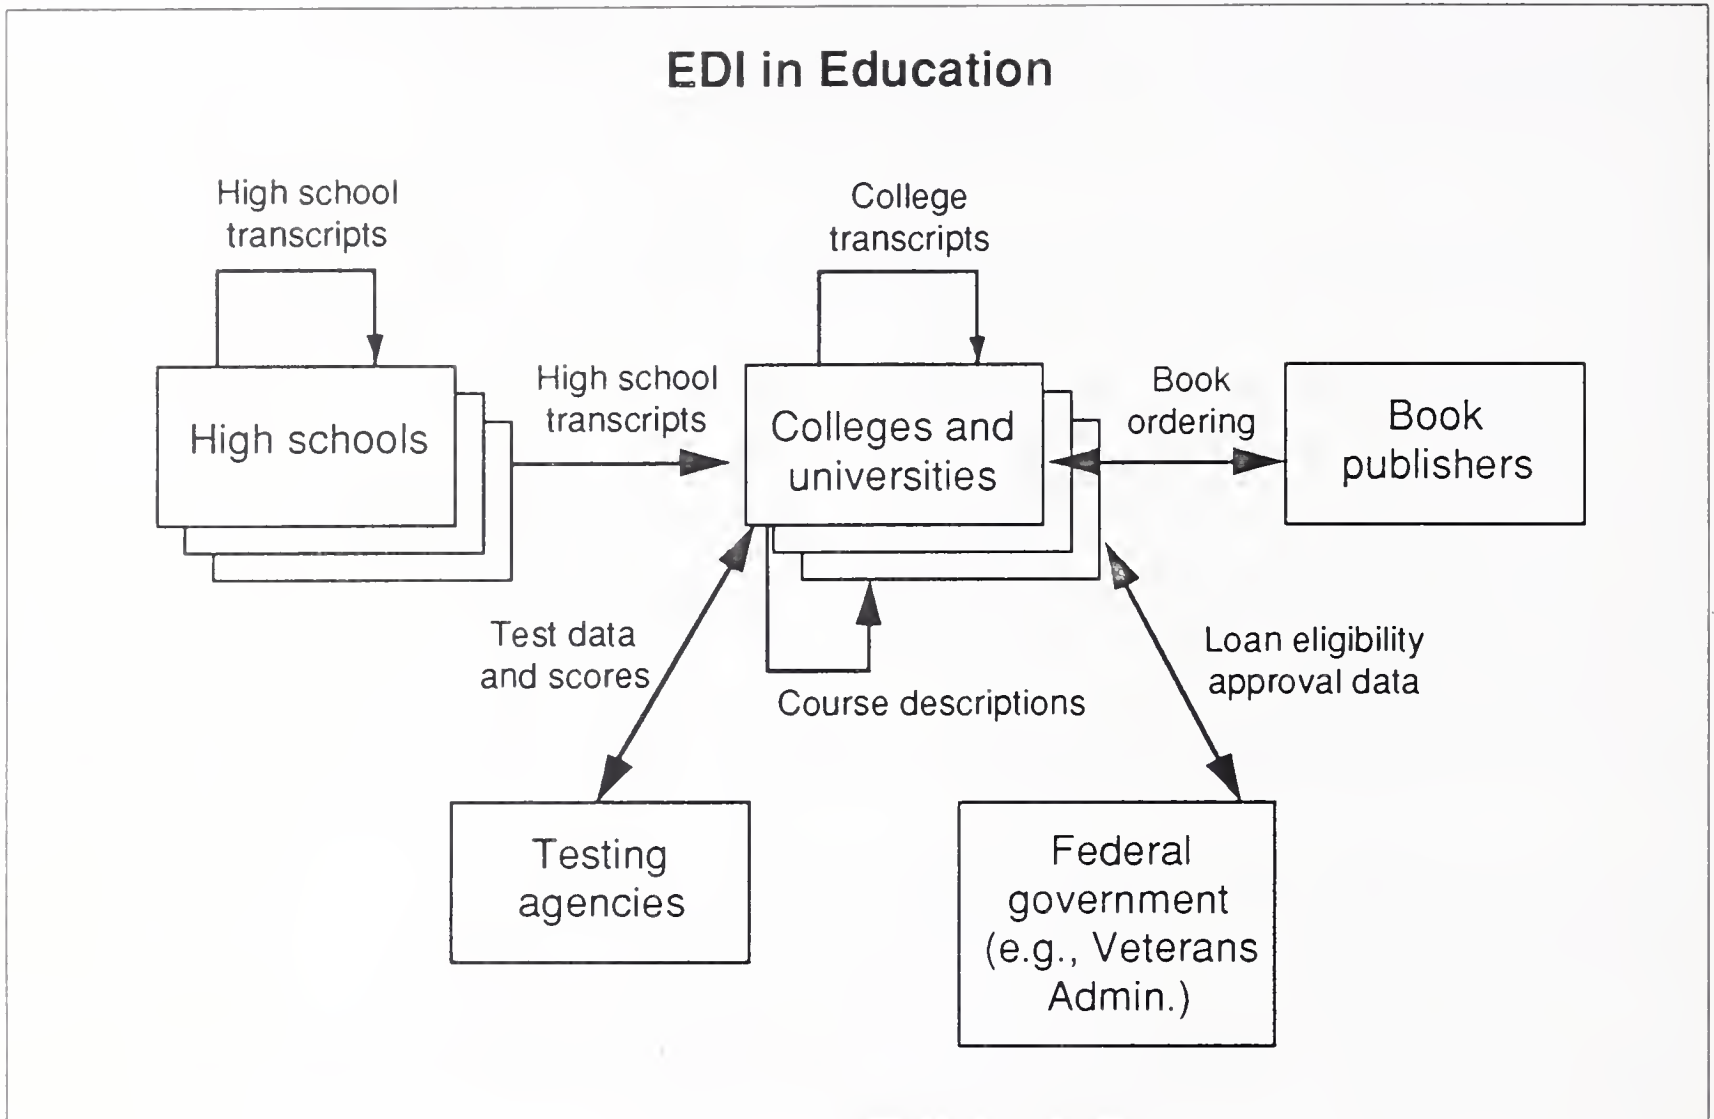 EDI in Education
High school
transcripts
College
transcripts
High schools
High school
transcripts
Colleges and
universities
Book
ordering
Book
publishers
Test data
and scores
Course descriptions
Loan eligibility
approval data
Testing
agencies
Federal
government
(e.g., Veterans
Admin.)